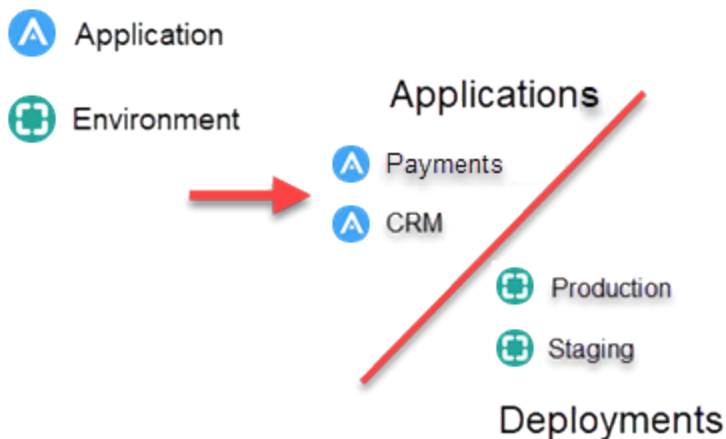 Application
Environment
Applications
Payments
CRM
Production
Staging
Deployments